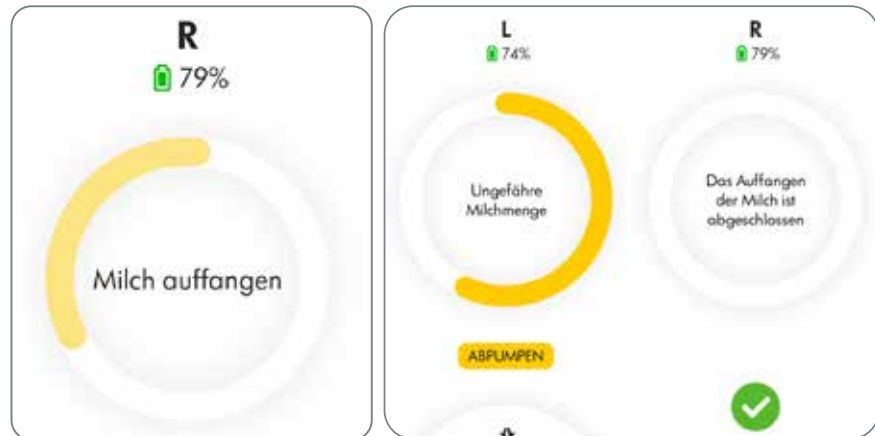 R
79%
Milch auffangen
L
74%
Ungefähre
Milchmenge
ABPUMPEN
R
79%
Das Auffangen
der Milch ist
abgeschlossen